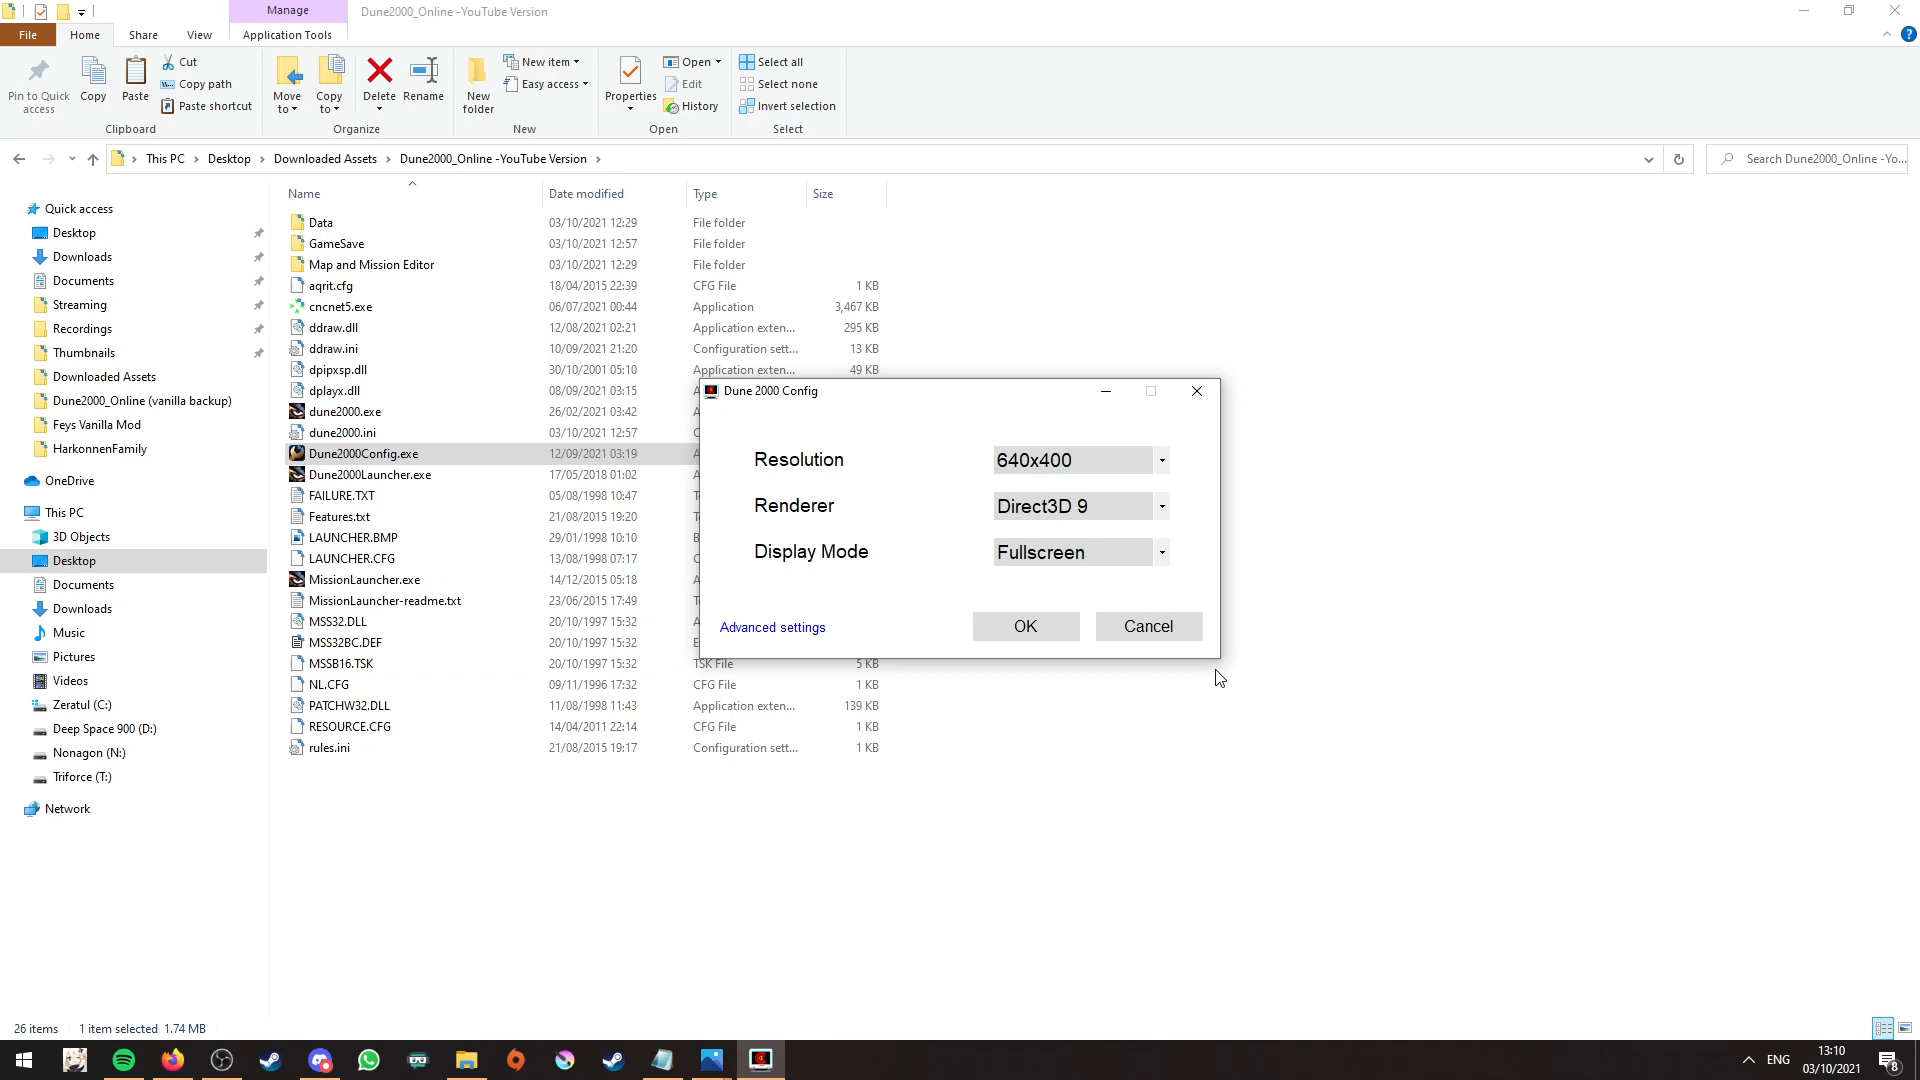 Manage
Dune2000_Online -YouTube Version
File
Home
Share
View
Application Tools
?
Pin to Quick access
Copy
Paste
Cut
Copy path
Paste shortcut
Clipboard
Move to
Copy to
Delete
Rename
Organize
New folder
New item
Easy access
New
Properties
Open
Edit
History
Open
Select all
Select none
Invert selection
Select
This PC
Desktop
Downloaded Assets
Dune2000_Online -YouTube Version
Search Dune2000_Online -Yo...
Quick access
Desktop
Downloads
Documents
Streaming
Recordings
Thumbnails
Downloaded Assets
Dune2000_Online (vanilla backup)
Feys Vanilla Mod
HarkonnenFamily
OneDrive
This PC
3D Objects
Desktop
Documents
Downloads
Music
Pictures
Videos
Zeratul (C:)
Deep Space 900 (D:)
Nonagon (N:)
Triforce (T:)
Network
Name Date modified Type Size
Data 03/10/2021 12:29 File folder
GameSave 03/10/2021 12:57 File folder
Map and Mission Editor 03/10/2021 12:29 File folder
aqrit.cfg 18/04/2015 22:39 CFG File 1 KB
cncnet5.exe 06/07/2021 00:44 Application 3,467 KB
ddraw.dll 12/08/2021 02:21 Application exten... 295 KB
ddraw.ini 10/09/2021 21:20 Configuration sett... 13 KB
dpipxsp.dll 30/10/2001 05:10 Application exten... 49 KB
dplayx.dll 08/09/2021 03:15
dune2000.exe 26/02/2021 03:42
dune2000.ini 03/10/2021 12:57
Dune2000Config.exe 12/09/2021 03:19
Dune2000Launcher.exe 17/05/2018 01:02
FAILURE.TXT 05/08/1998 10:47
Features.txt 21/08/2015 19:20
LAUNCHER.BMP 29/01/1998 10:10
LAUNCHER.CFG 13/08/1998 07:17
MissionLauncher.exe 14/12/2015 05:18
MissionLauncher-readme.txt 23/06/2015 17:49
MSS32.DLL 20/10/1997 15:32
MSS32BC.DEF 20/10/1997 15:32
MSSB16.TSK 20/10/1997 15:32 TSK File 5 KB
NL.CFG 09/11/1996 17:32 CFG File 1 KB
PATCHW32.DLL 11/08/1998 11:43 Application exten... 139 KB
RESOURCE.CFG 14/04/2011 22:14 CFG File 1 KB
rules.ini 21/08/2015 19:17 Configuration sett... 1 KB
Dune 2000 Config
Resolution 640x400
Renderer Direct3D 9
Display Mode Fullscreen
Advanced settings
OK
Cancel
26 items 1 item selected 1.74 MB
ENG
13:10
03/10/2021
8